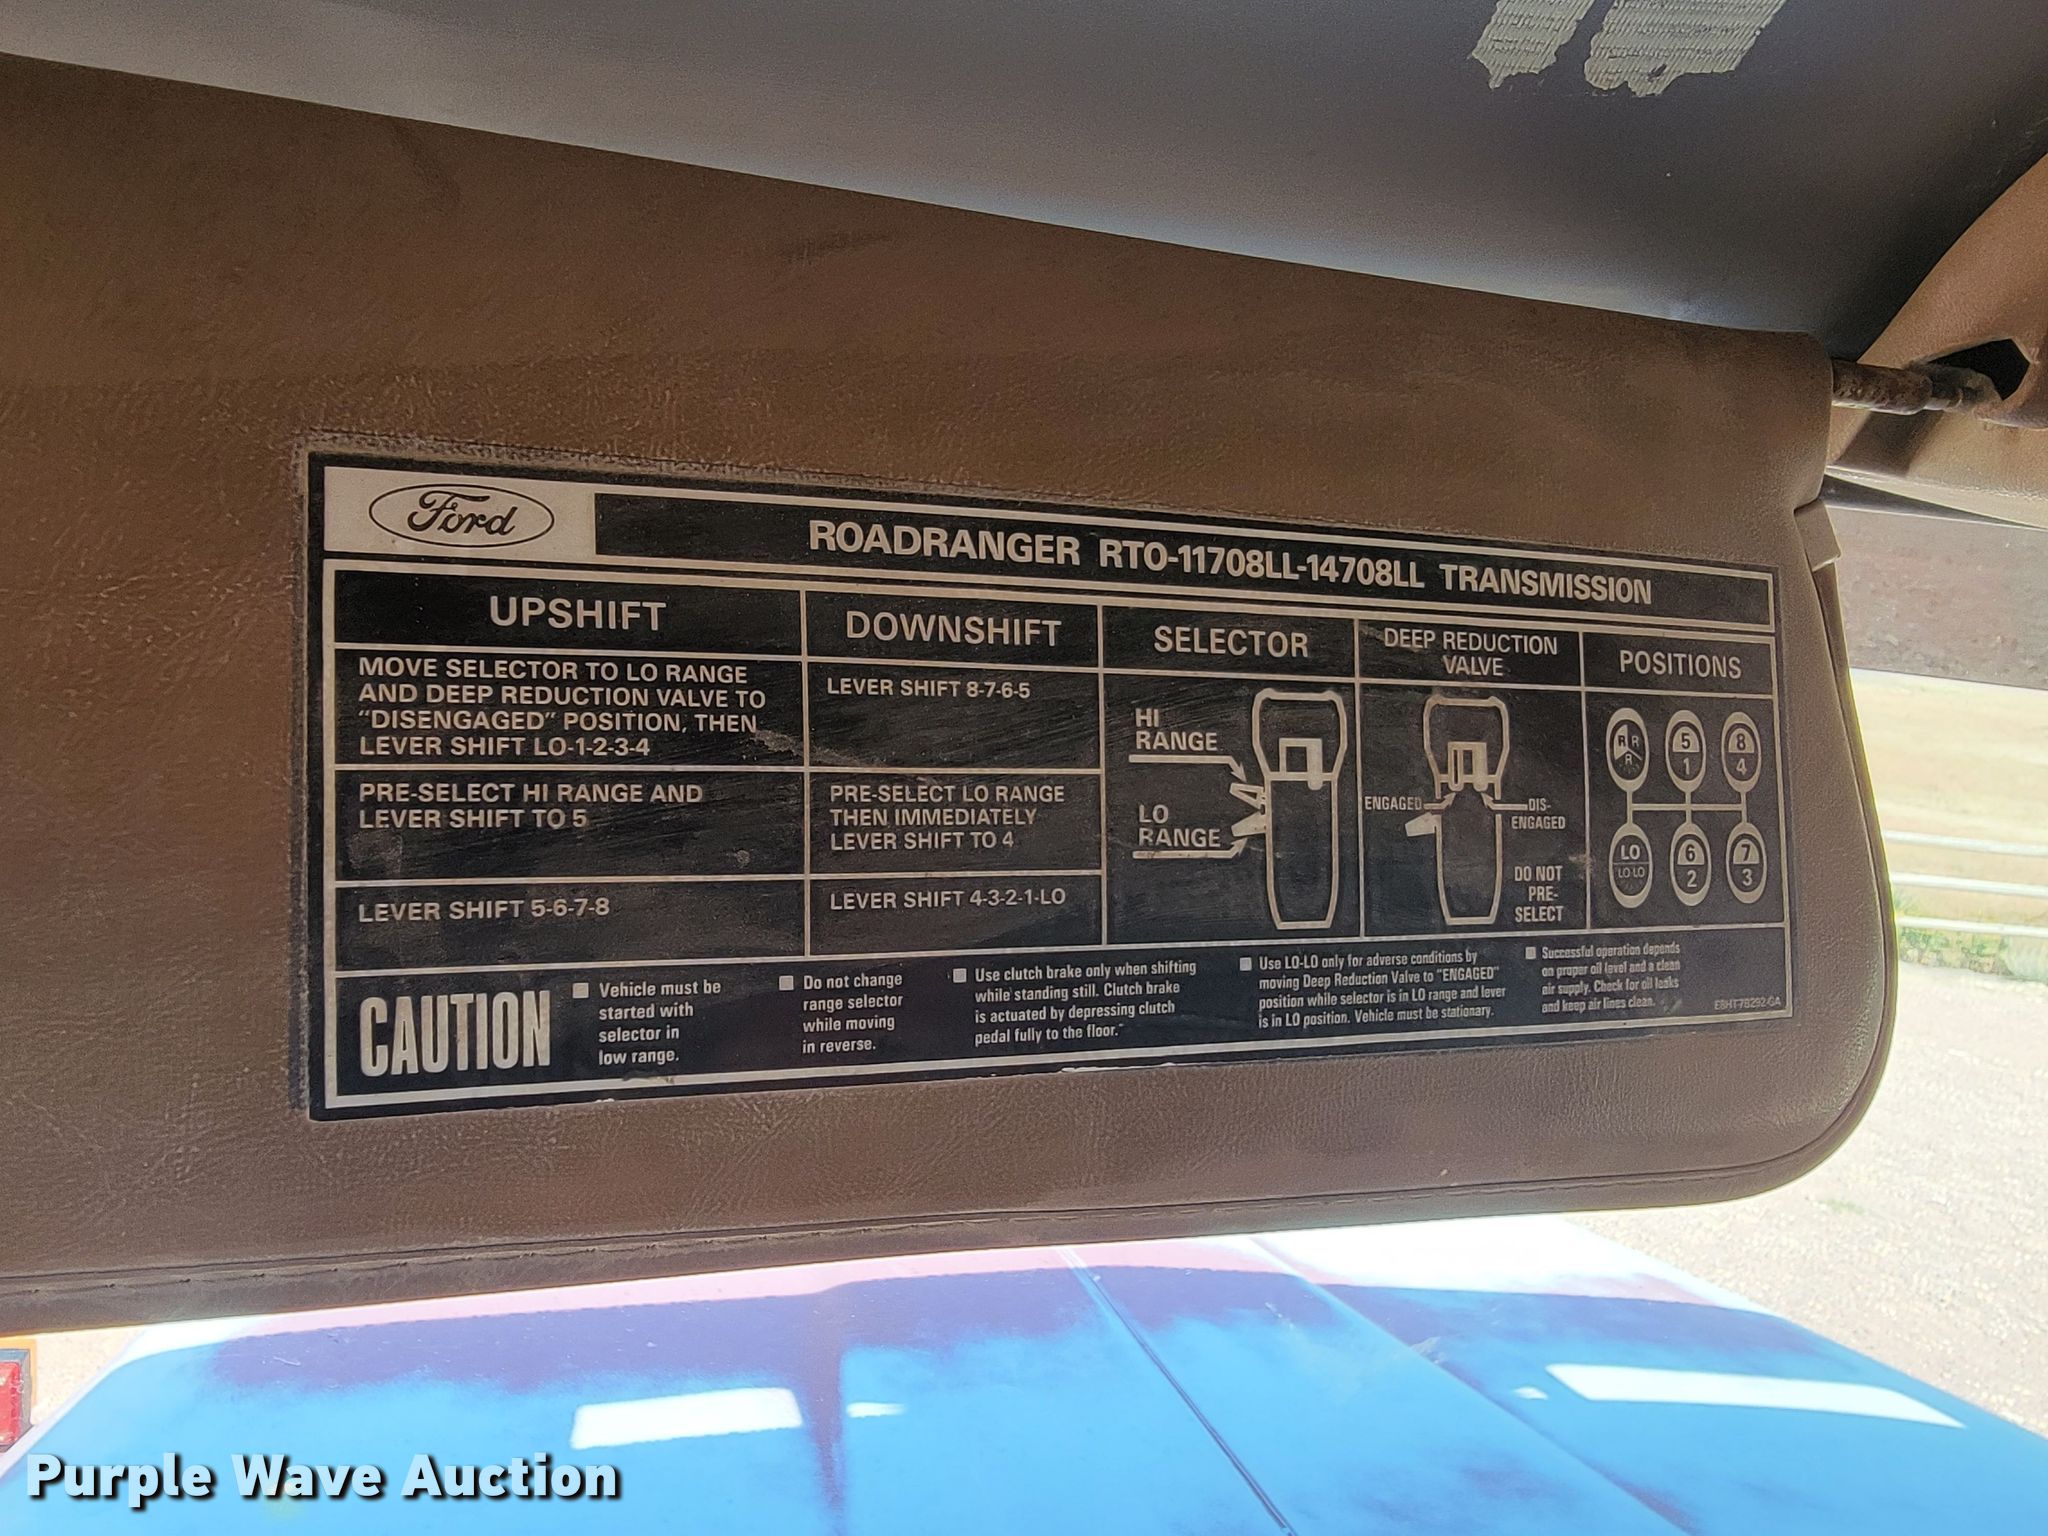 Ford
ROADRANGER RTO-11708LL-14708LL TRANSMISSION
UPSHIFT
MOVE SELECTOR TO LO RANGE
AND DEEP REDUCTION VALVE TO
"DISENGAGED" POSITION, THEN
LEVER SHIFT LO-1-2-3-4
PRE-SELECT HI RANGE AND
LEVER SHIFT TO 5
LEVER SHIFT 5-6-7-8
DOWNSHIFT
LEVER SHIFT 8-7-6-5
PRE-SELECT LO RANGE
THEN IMMEDIATELY
LEVER SHIFT TO 4
LEVER SHIFT 4-3-2-1-LO
SELECTOR
HI
RANGE
LO
RANGE
DEEP REDUCTION
VALVE
ENGAGED
DIS-
ENGAGED
DO NOT
PRE-
SELECT
POSITIONS
R R 5 8
R 1 4
LO 6 7
LO LO 2 3
CAUTION
Vehicle must be
started with
selector in
low range.
Do not change
range selector
while moving
in reverse.
Use clutch brake only when shifting
while standing still. Clutch brake
is actuated by depressing clutch
pedal fully to the floor."
Use LO-LO only for adverse conditions by
moving Deep Reduction Valve to "ENGAGED"
position while selector is in LO range and lever
is in LO position. Vehicle must be stationary.
Successful operation depends
on proper oil level and a clean
air supply. Check for oil leaks
and keep air lines clean.
E8HT-7B292-GA
Purple Wave Auction